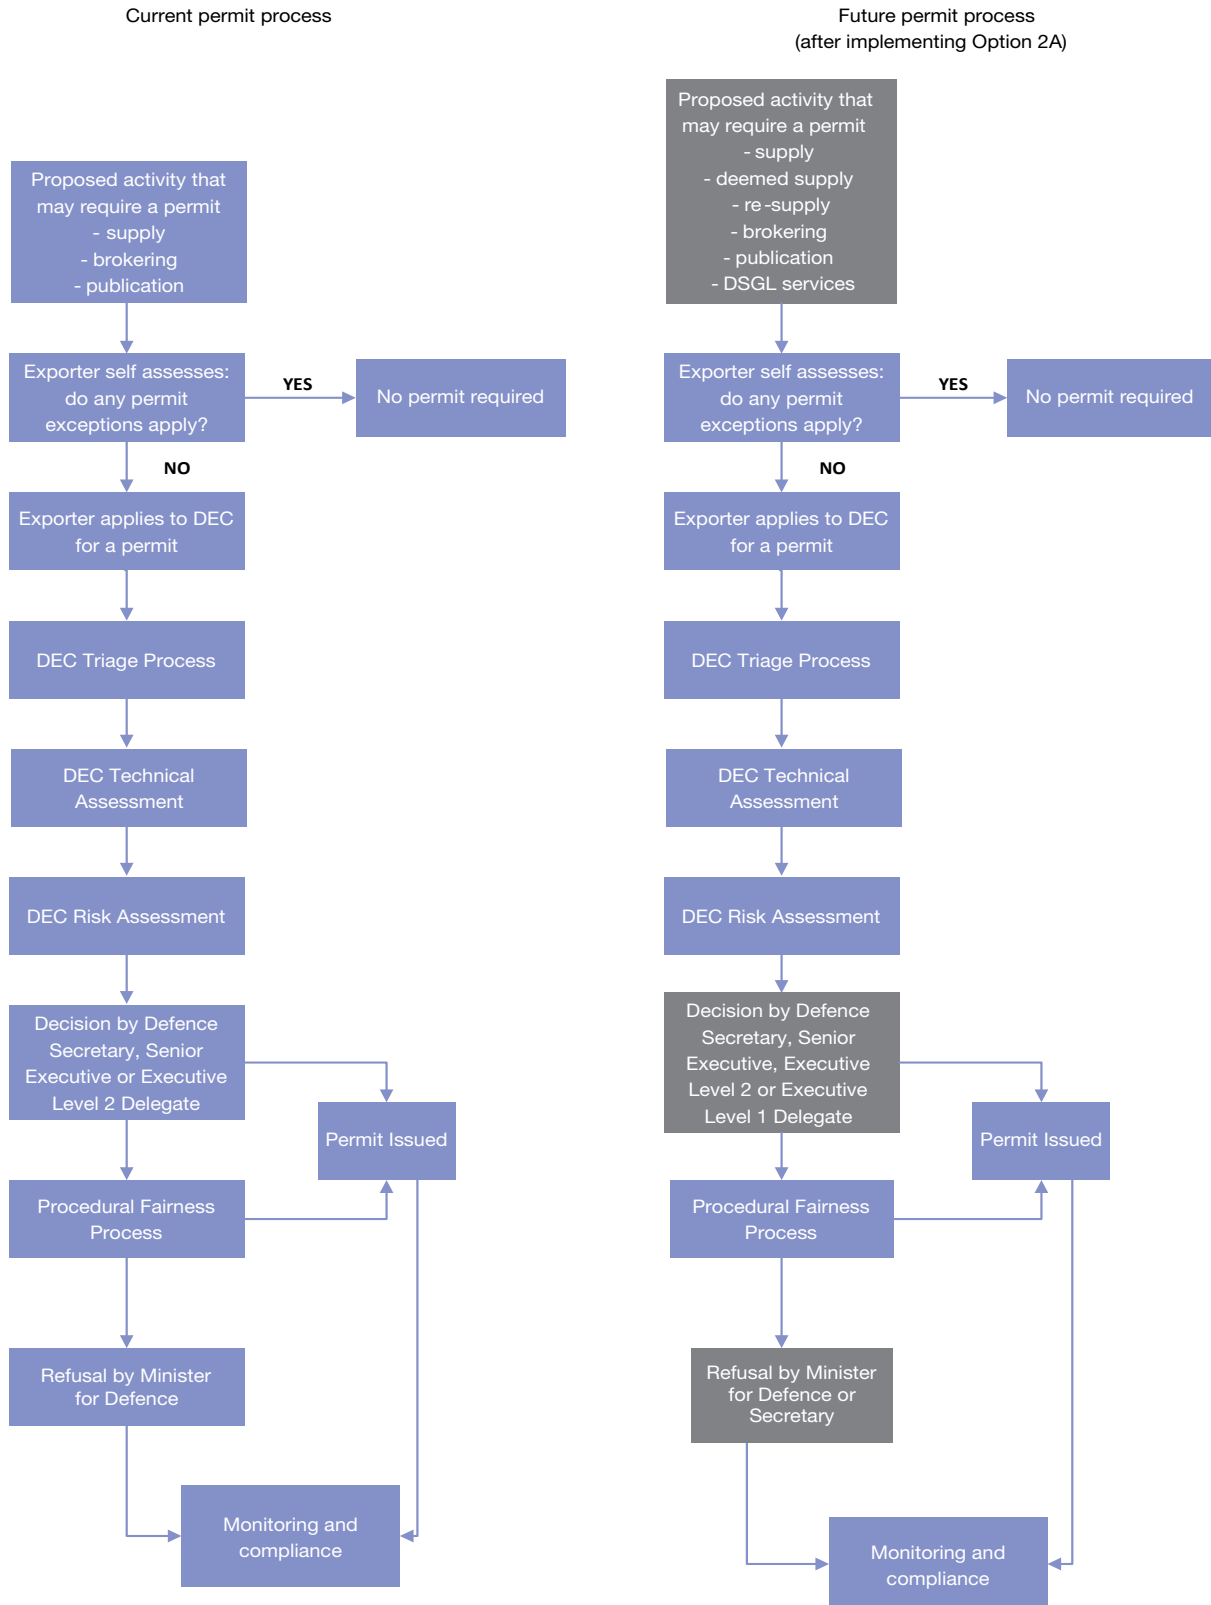 Current permit process
Proposed activity that
may require a permit
- supply
- brokering
- publication
Exporter self assesses:
do any permit
exceptions apply?
YES
No permit required
NO
Exporter applies to DEC
for a permit
DEC Triage Process
DEC Technical
Assessment
DEC Risk Assessment
Decision by Defence
Secretary, Senior
Executive or Executive
Level 2 Delegate
Permit Issued
Procedural Fairness
Process
Refusal by Minister
for Defence
Monitoring and
compliance
Future permit process
(after implementing Option 2A)
Proposed activity that
may require a permit
- supply
- deemed supply
- re-supply
- brokering
- publication
- DSGL services
Exporter self assesses:
do any permit
exceptions apply?
YES
No permit required
NO
Exporter applies to DEC
for a permit
DEC Triage Process
DEC Technical
Assessment
DEC Risk Assessment
Decision by Defence
Secretary, Senior
Executive, Executive
Level 2 or Executive
Level 1 Delegate
Permit Issued
Procedural Fairness
Process
Refusal by Minister
for Defence or
Secretary
Monitoring and
compliance